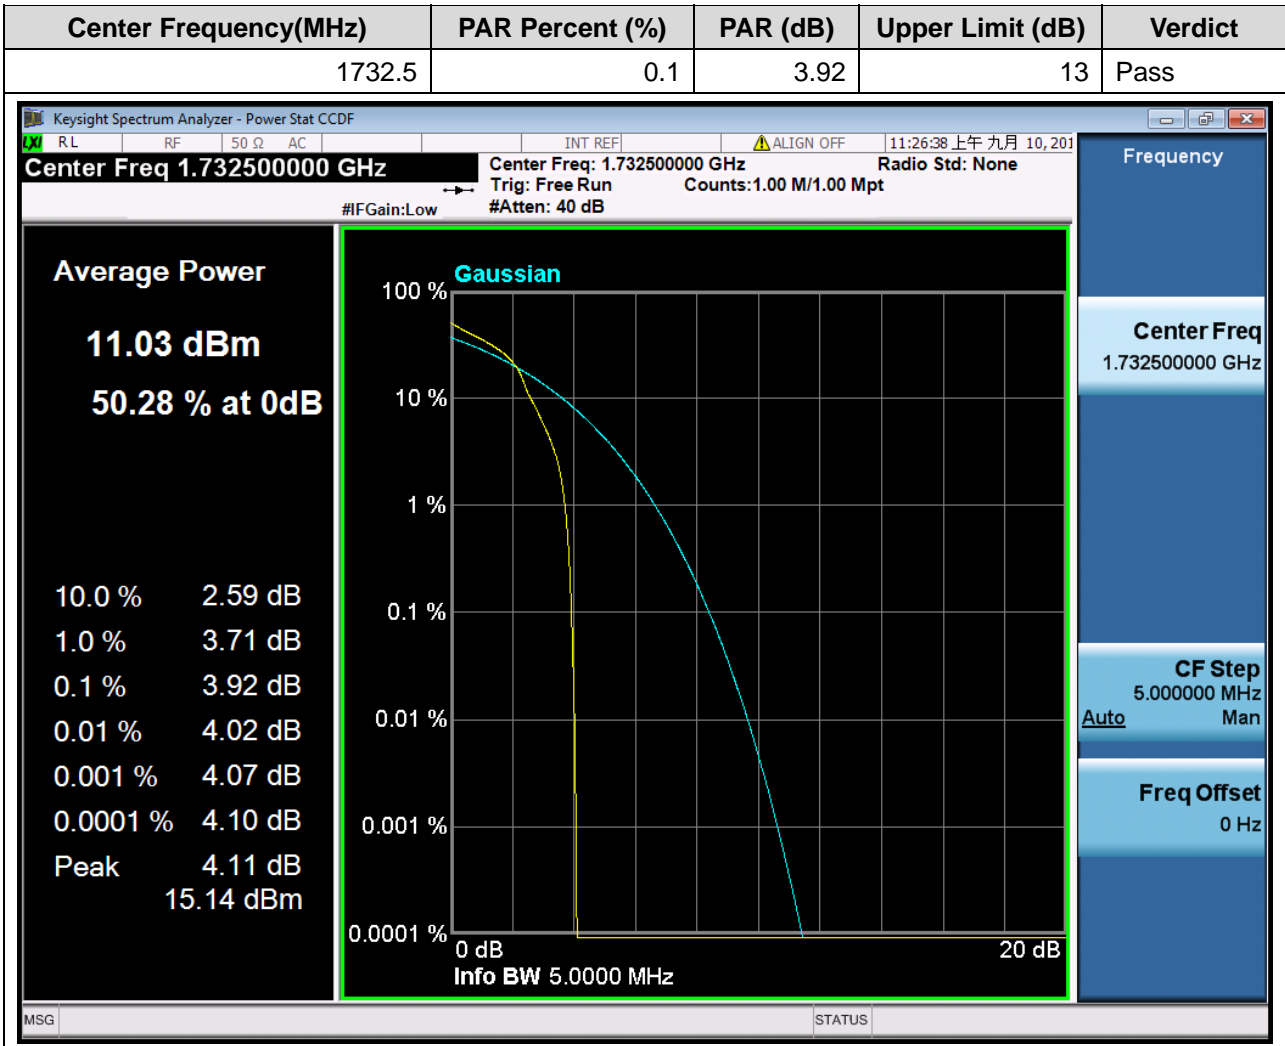 Center Frequency(MHz) PAR Percent (%) PAR (dB) Upper Limit (dB) Verdict
1732.5 0.1 3.92 13 Pass
Keysight Spectrum Analyzer - Power Stat CCDF
LXI RL RF 50 Ω AC INT REF ALIGN OFF 11:26:38 上午 九月 10, 201
Center Freq 1.732500000 GHz
Center Freq: 1.732500000 GHz Radio Std: None
Trig: Free Run Counts:1.00 M/1.00 Mpt
#IFGain:Low #Atten: 40 dB
Average Power
11.03 dBm
50.28 % at 0dB
10.0 % 2.59 dB
1.0 % 3.71 dB
0.1 % 3.92 dB
0.01 % 4.02 dB
0.001 % 4.07 dB
0.0001 % 4.10 dB
Peak 4.11 dB
15.14 dBm
Gaussian
100 %
10 %
1 %
0.1 %
0.01 %
0.001 %
0.0001 %
0 dB 20 dB
Info BW 5.0000 MHz
Frequency
Center Freq
1.732500000 GHz
CF Step
5.000000 MHz
Auto Man
Freq Offset
0 Hz
MSG STATUS